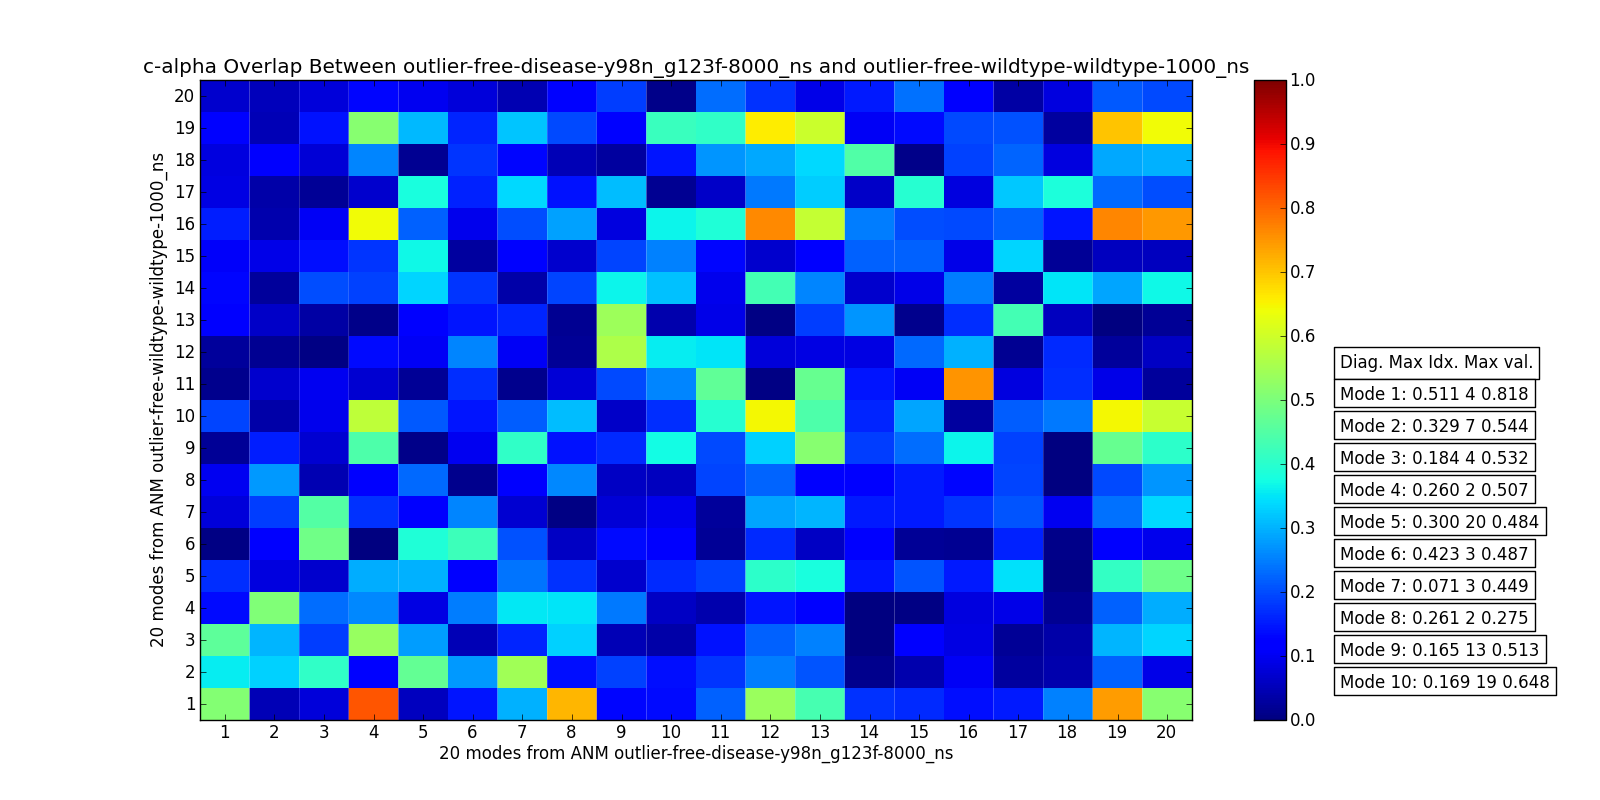 c-alpha Overlap Between outlier-free-disease-y98n_g123f-8000_ns and outlier-free-wildtype-wildtype-1000_ns
20 modes from ANM outlier-free-wildtype-wildtype-1000_ns
20
19
18
17
16
15
14
13
12
11
10
9
8
7
6
5
4
3
2
1
1 2 3 4 5 6 7 8 9 10 11 12 13 14 15 16 17 18 19 20
20 modes from ANM outlier-free-disease-y98n_g123f-8000_ns
1.0
0.9
0.8
0.7
0.6
0.5
0.4
0.3
0.2
0.1
0.0
Diag. Max Idx. Max val.
Mode 1: 0.511 4 0.818
Mode 2: 0.329 7 0.544
Mode 3: 0.184 4 0.532
Mode 4: 0.260 2 0.507
Mode 5: 0.300 20 0.484
Mode 6: 0.423 3 0.487
Mode 7: 0.071 3 0.449
Mode 8: 0.261 2 0.275
Mode 9: 0.165 13 0.513
Mode 10: 0.169 19 0.648